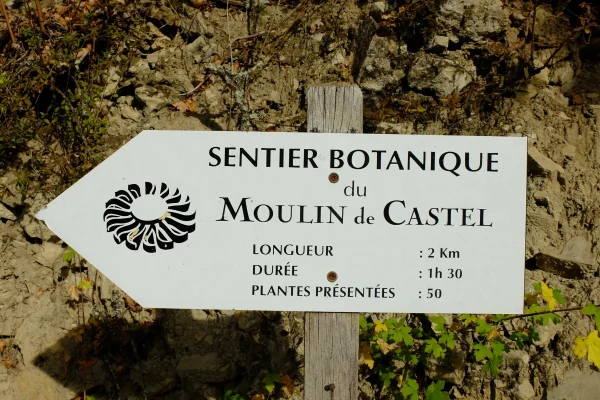 SENTIER BOTANIQUE
du
MOULIN de CASTEL
LONGUEUR : 2 Km
DURÉE : 1h 30
PLANTES PRÉSENTÉES : 50